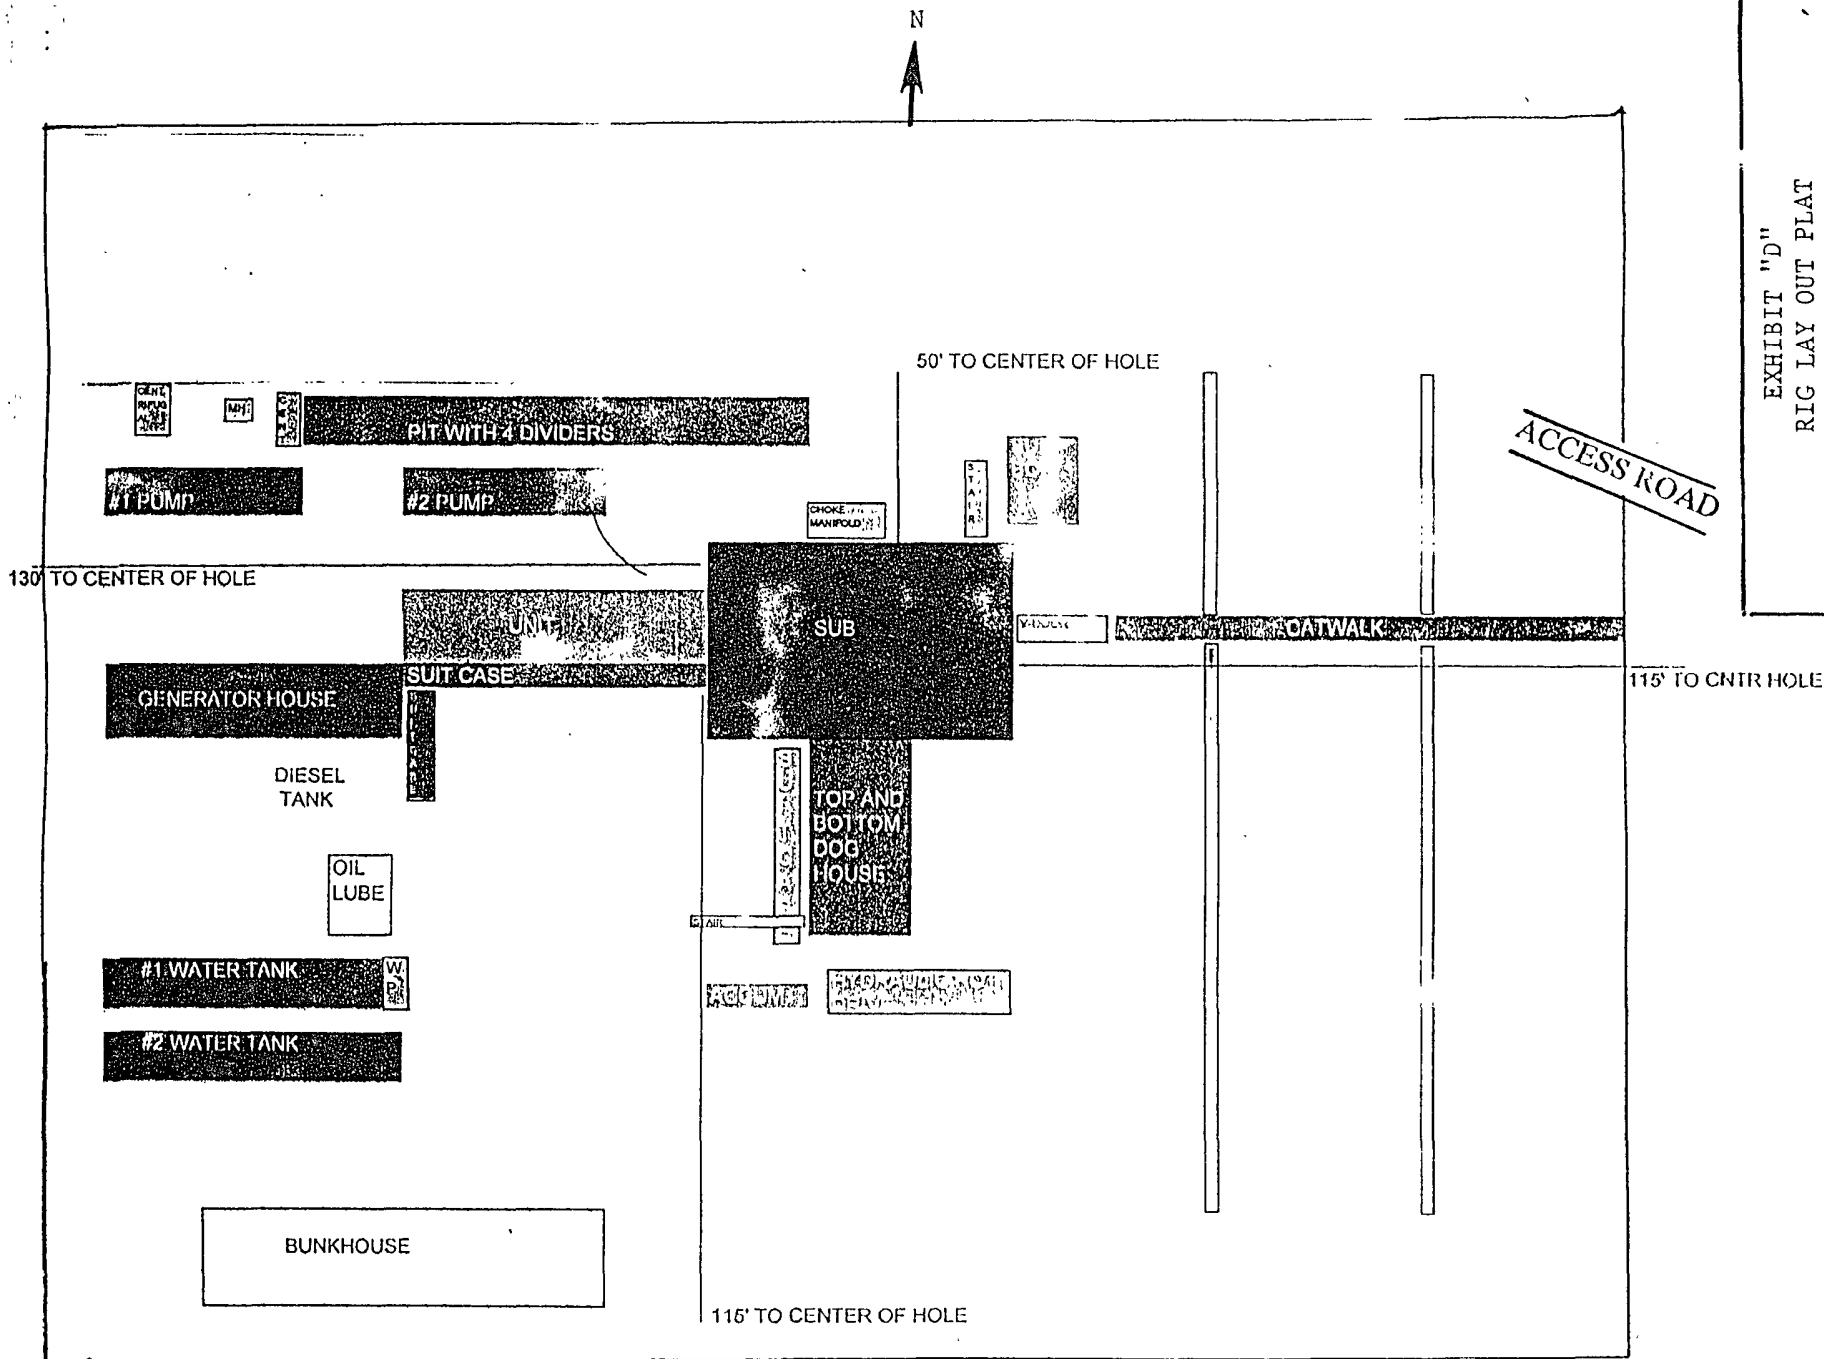 N
EXHIBIT "D"
RIG LAY OUT PLAT
50' TO CENTER OF HOLE
ACCESS ROAD
MH
PIT WITH 4 DIVIDERS
#1 PUMP
#2 PUMP
STAIR
CHOKE
MANIFOLD
130' TO CENTER OF HOLE
UNIT
SUB
CATWALK
SUIT CASE
115' TO CNTR HOLE
GENERATOR HOUSE
DIESEL
TANK
TOP AND
BOTTOM
DOG
HOUSE
OIL
LUBE
STAIR
#1 WATER TANK
W.
P.
#2 WATER TANK
BUNKHOUSE
115' TO CENTER OF HOLE